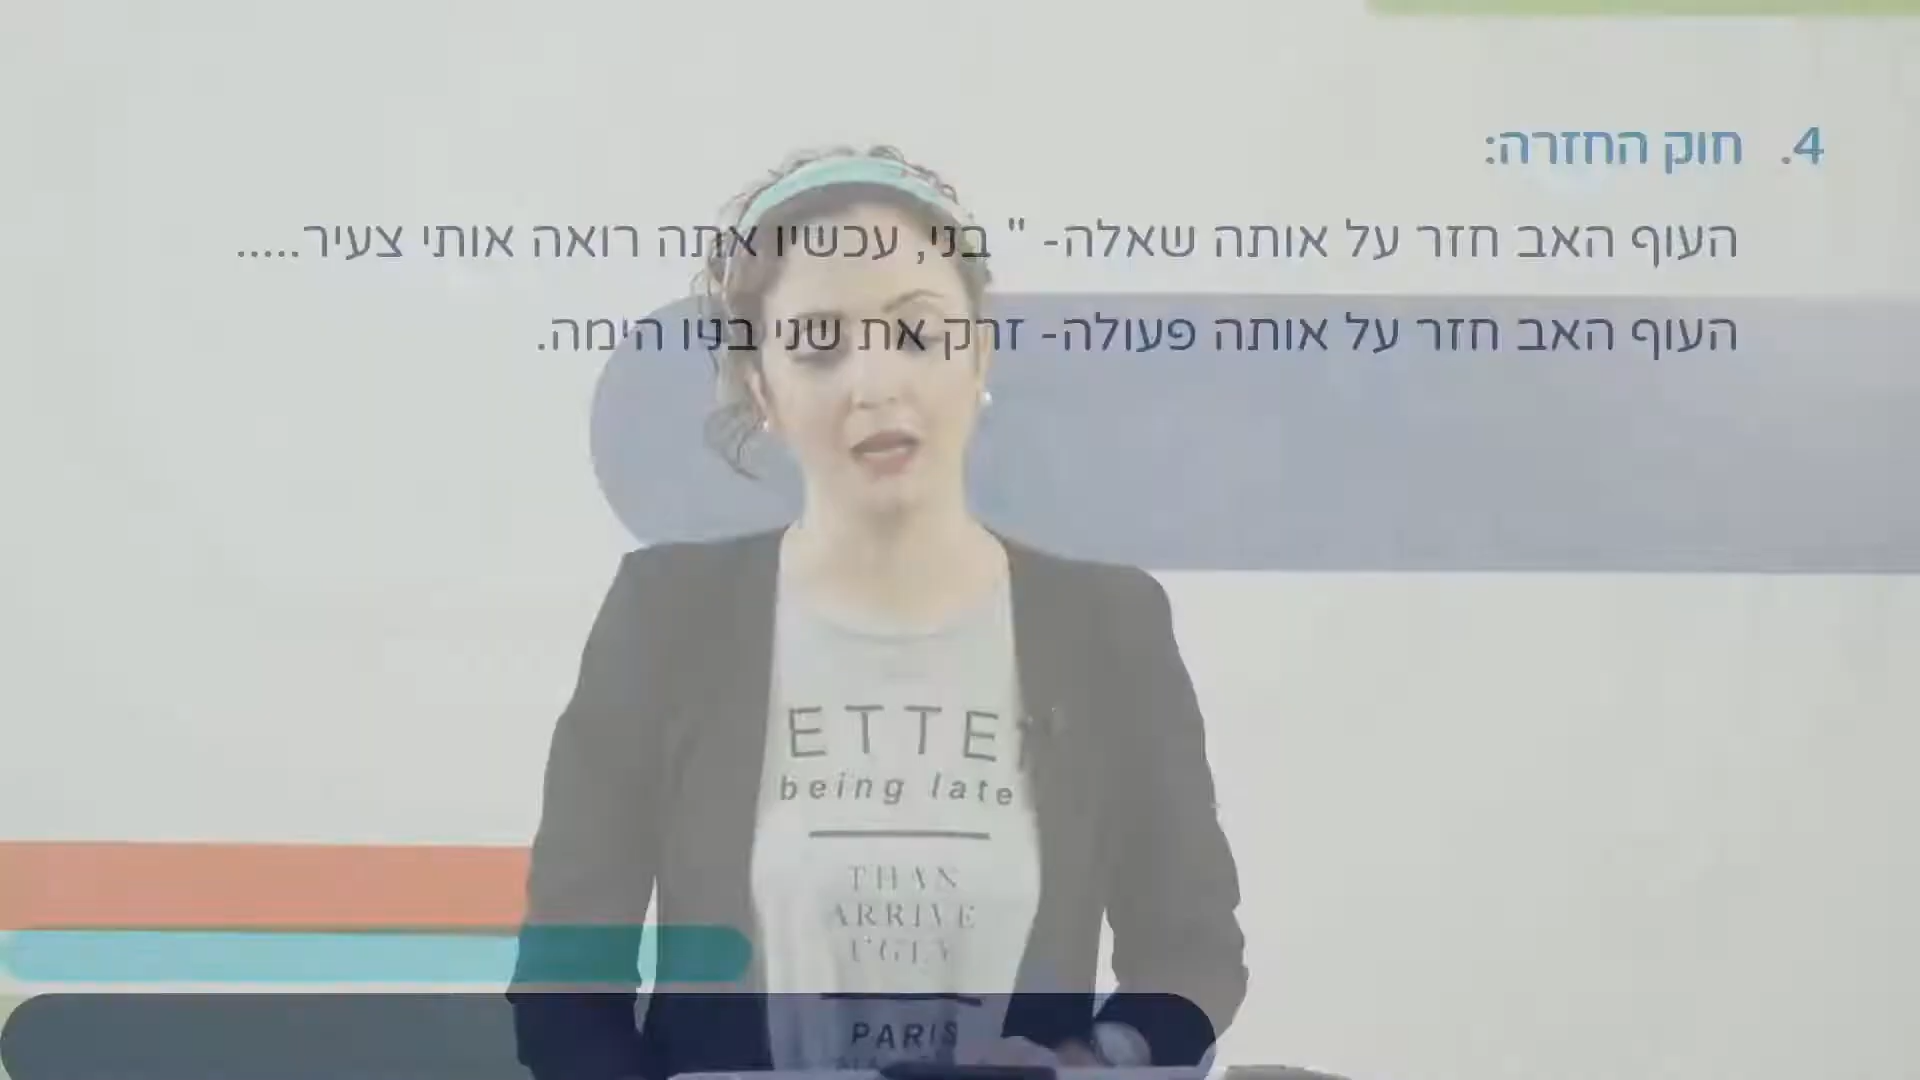 4. חוק החזרה:
העוף האב חזר על אותה שאלה- " בני, עכשיו אתה רואה אותי צעיר.....
העוף האב חזר על אותה פעולה- זרק את שני בניו הימה.
ETTER
being late
THAN
ARRIVE
UGLY
PARIS